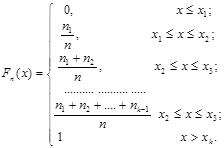 F_n(x) =
0, x ≤ x_1;
n_1/n, x_1 ≤ x ≤ x_2;
(n_1 + n_2)/n, x_2 ≤ x ≤ x_3;
.......... ............ .....
(n_1 + n_2 + .... + n_{k−1})/n x_2 ≤ x ≤ x_3;
1 x > x_k.